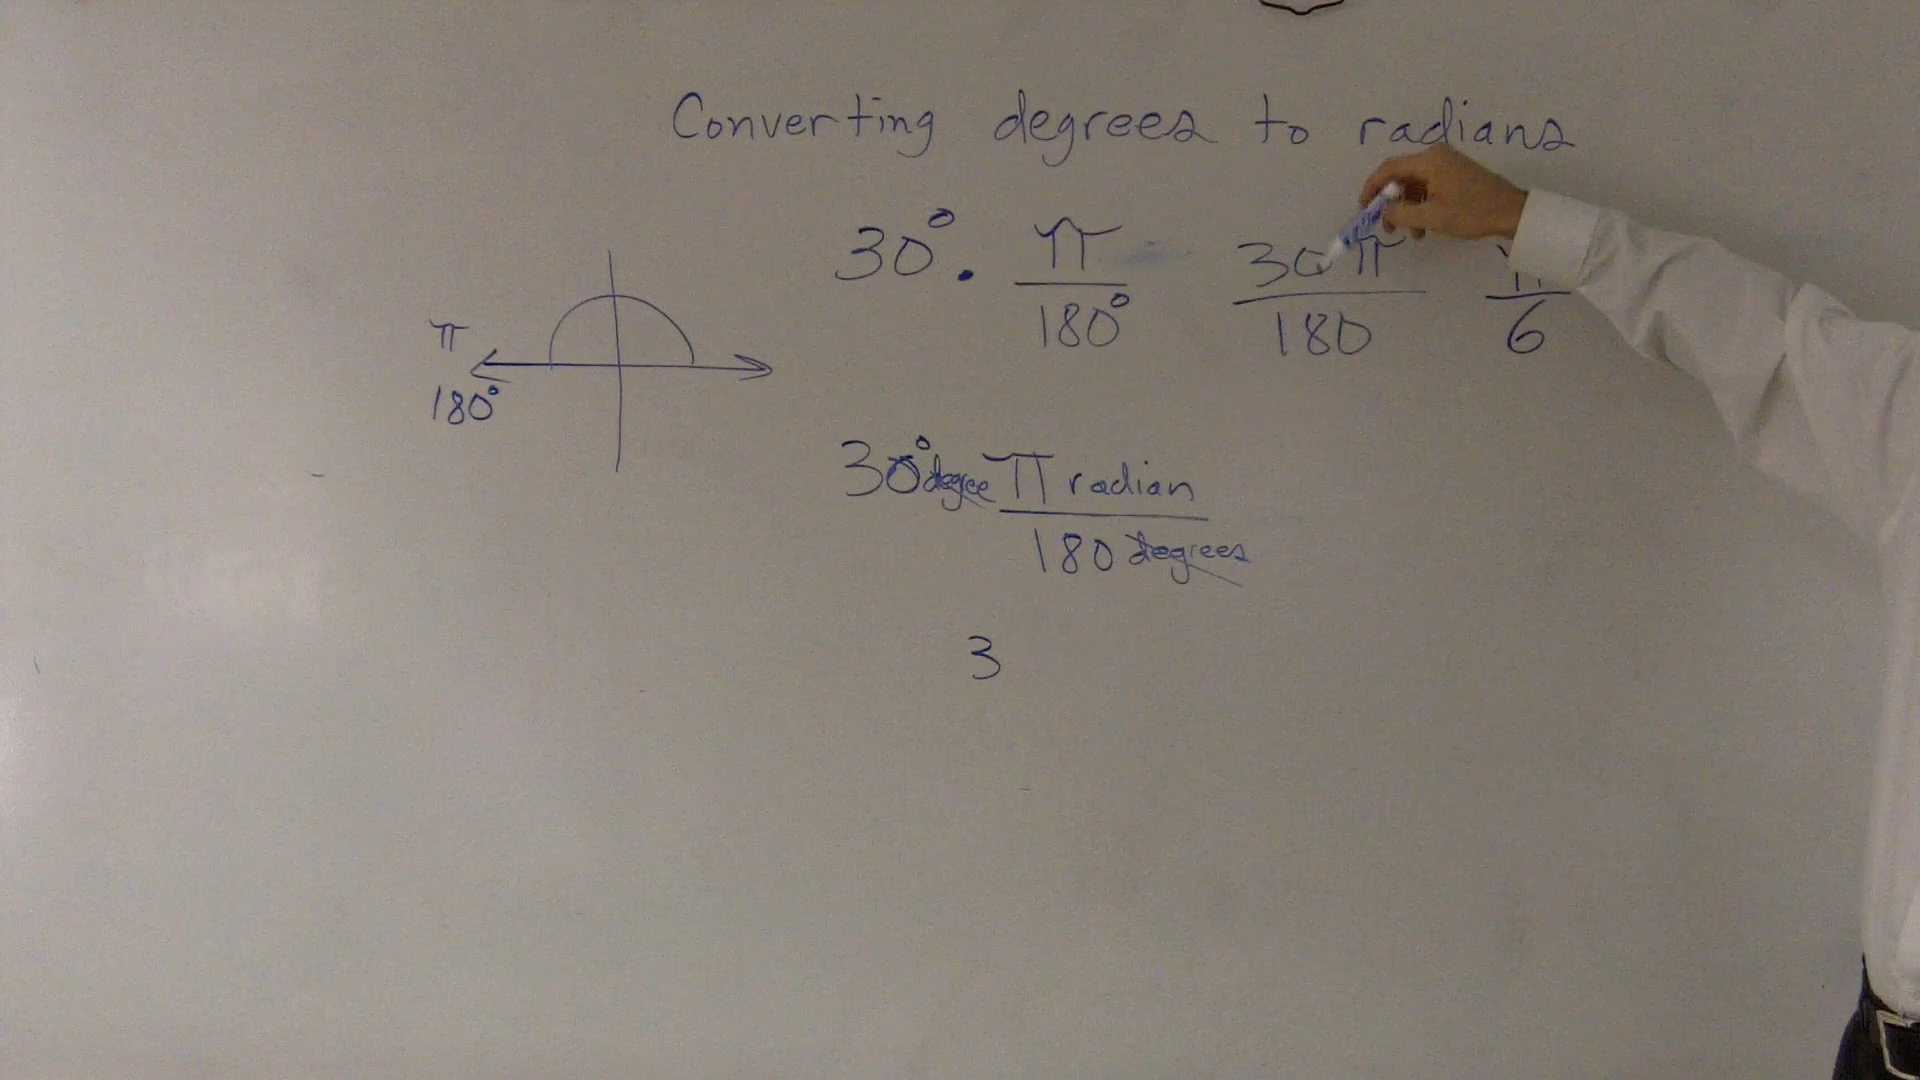 Converting degrees to radians
30° . π/180° 30π/180 π/6
π
180°
30° degree π radian/180 degrees
3